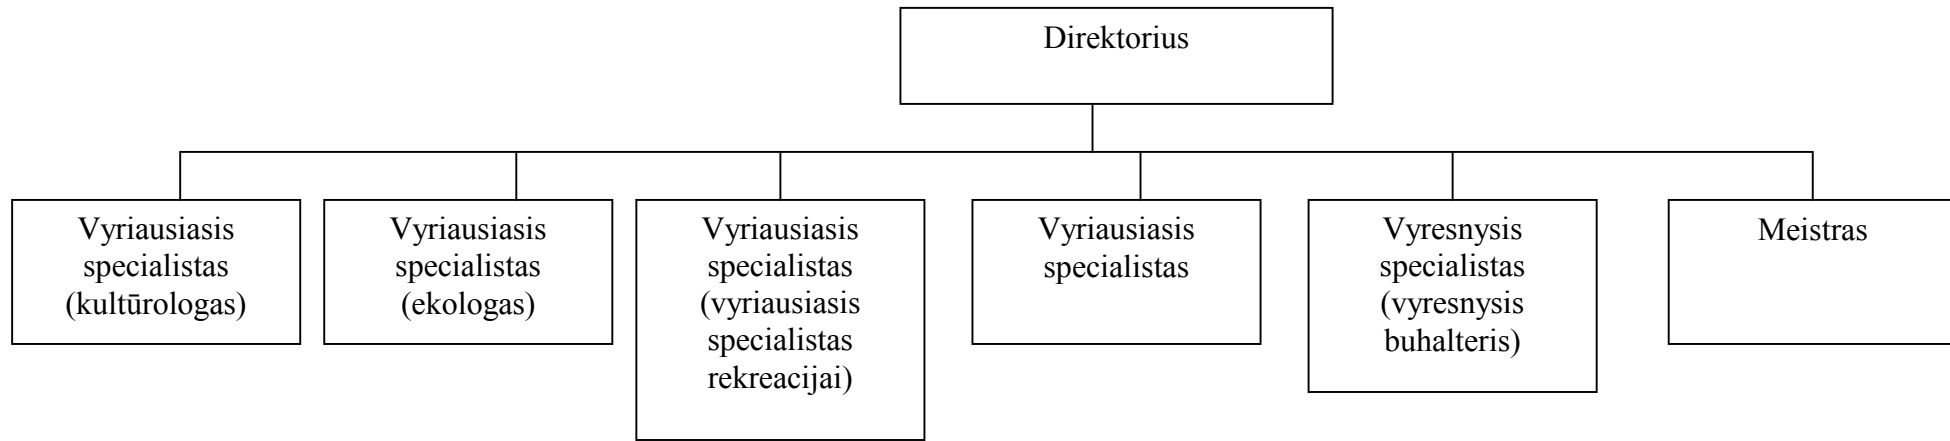 Direktorius
Vyriausiasis
specialistas
(kultūrologas)
Vyriausiasis
specialistas
(ekologas)
Vyriausiasis
specialistas
(vyriausiasis
specialistas
rekreacijai)
Vyriausiasis
specialistas
Vyresnysis
specialistas
(vyresnysis
buhalteris)
Meistras